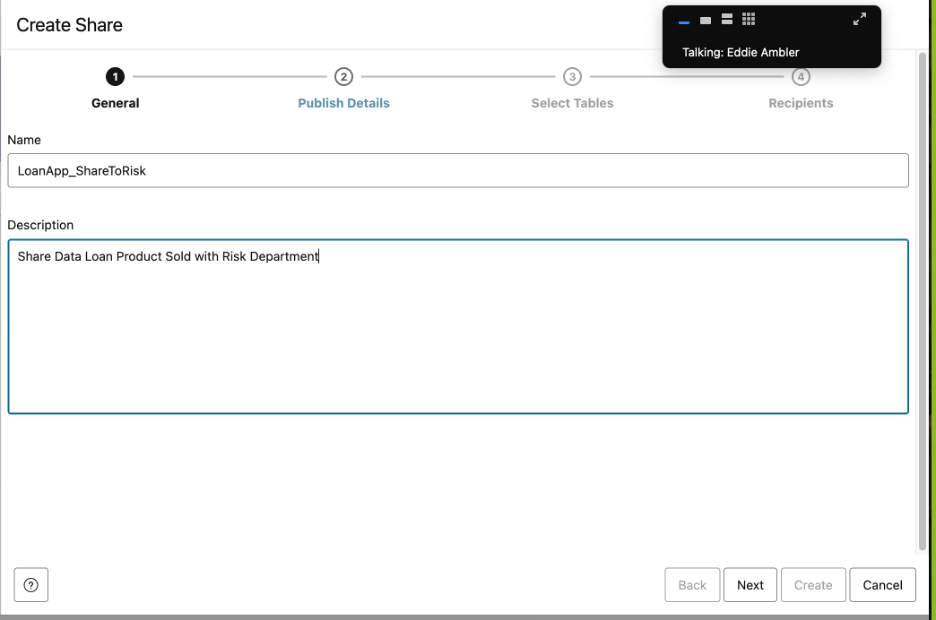 Create Share
Talking: Eddie Ambler
1
2
3
4
General
Publish Details
Select Tables
Recipients
Name
LoanApp_ShareToRisk
Description
Share Data Loan Product Sold with Risk Department
?
Back
Next
Create
Cancel